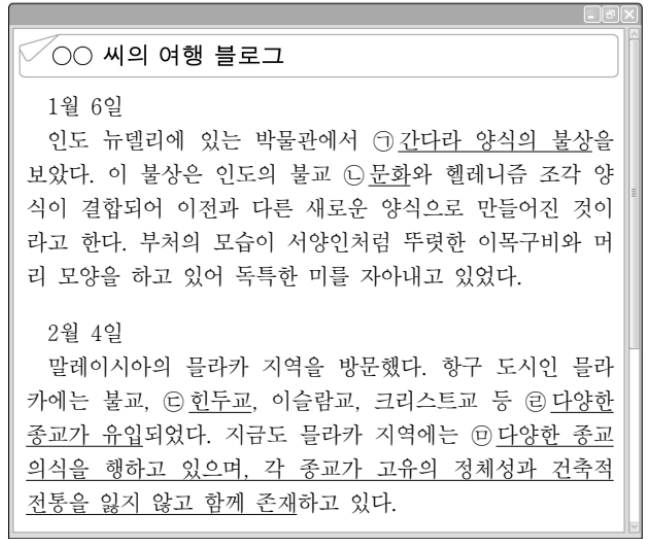 ○○ 씨의 여행 블로그
1월 6일
인도 뉴델리에 있는 박물관에서 ㉠간다라 양식의 불상을
보았다. 이 불상은 인도의 불교 ㉡문화와 헬레니즘 조각 양
식이 결합되어 이전과 다른 새로운 양식으로 만들어진 것이
라고 한다. 부처의 모습이 서양인처럼 뚜렷한 이목구비와 머
리 모양을 하고 있어 독특한 미를 자아내고 있었다.
2월 4일
말레이시아의 믈라카 지역을 방문했다. 항구 도시인 믈라
카에는 불교, ㉢힌두교, 이슬람교, 크리스트교 등 ㉣다양한
종교가 유입되었다. 지금도 믈라카 지역에는 ㉤다양한 종교
의식을 행하고 있으며, 각 종교가 고유의 정체성과 건축적
전통을 잃지 않고 함께 존재하고 있다.